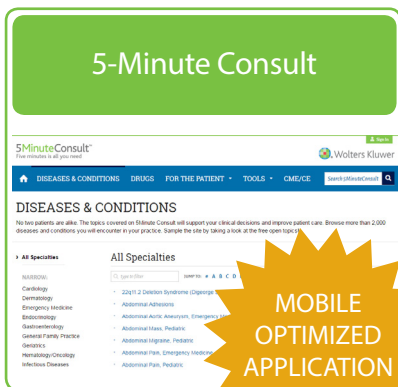 5-Minute Consult
5MinuteConsult™
Five minutes is all you need
Sign In
Wolters Kluwer
DISEASES & CONDITIONS DRUGS FOR THE PATIENT TOOLS CME/CE Search 5MinuteConsult
DISEASES & CONDITIONS
No two patients are alike. The topics covered on 5Minute Consult will support your clinical decisions and improve patient care. Browse more than 2,000
diseases and conditions you will encounter in your practice. Sample the site by taking a look at the free open topics
› All Specialties
NARROW:
Cardiology
Dermatology
Emergency Medicine
Endocrinology
Gastroenterology
General Family Practice
Geriatrics
Hematology/Oncology
Infectious Diseases
All Specialties
Type to filter JUMP TO: # A B C D
22q11.2 Deletion Syndrome (DiGeorge
Abdominal Adhesions
Abdominal Aortic Aneurysm, Emergency
Abdominal Mass, Pediatric
Abdominal Migraine, Pediatric
Abdominal Pain, Emergency Medicine
Abdominal Pain, Pediatric
MOBILE
OPTIMIZED
APPLICATION